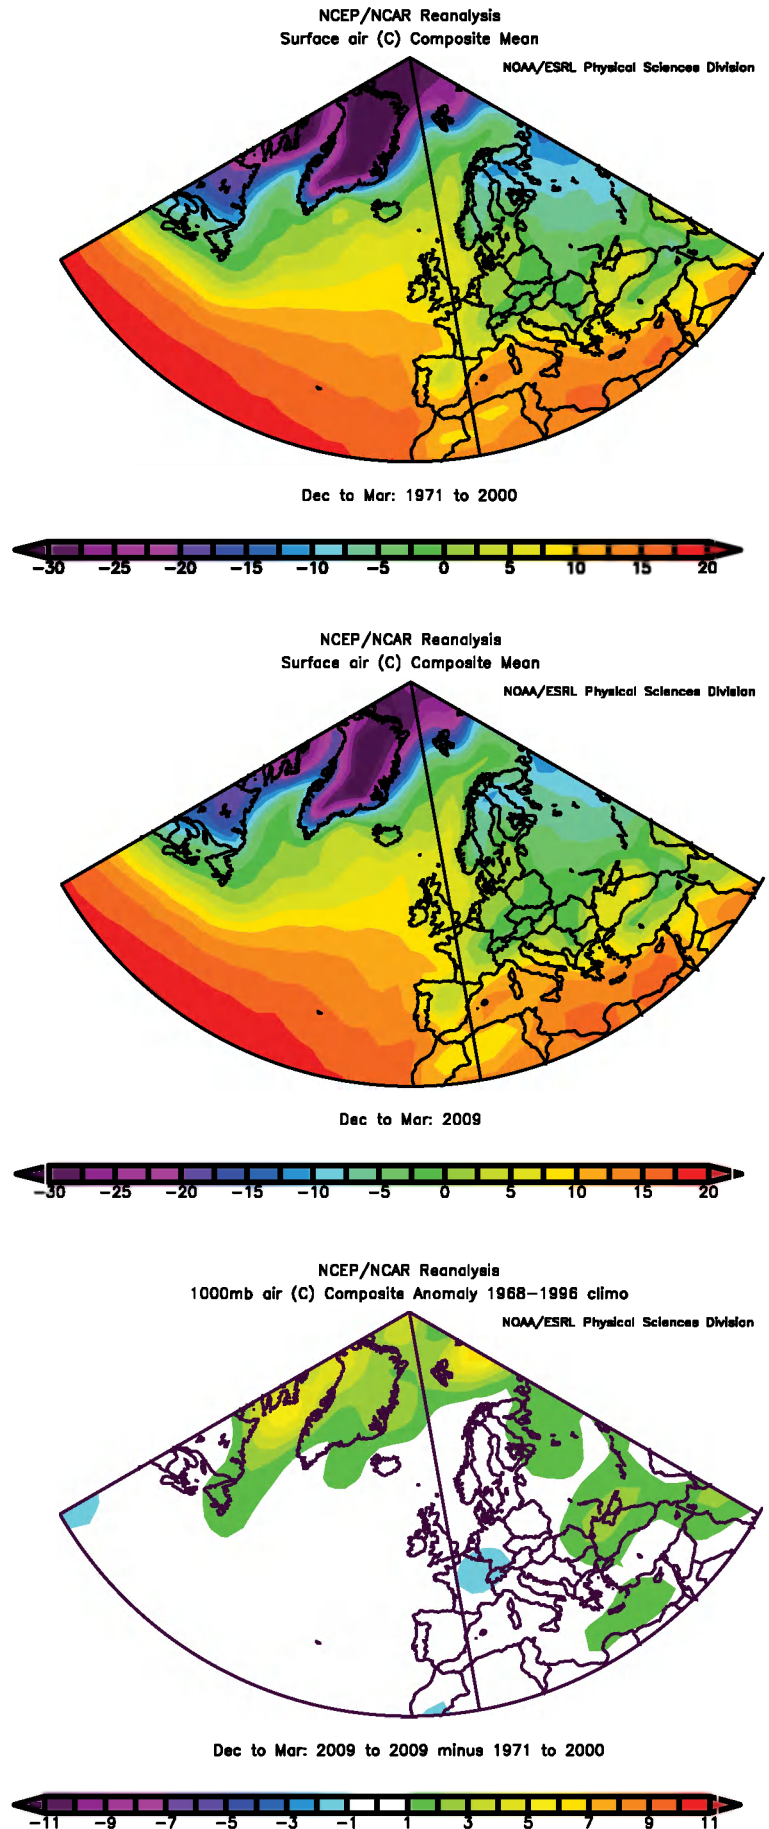 NCEP/NCAR Reanalysis
Surface air (C) Composite Mean
NOAA/ESRL Physical Sciences Division
Dec to Mar: 1971 to 2000
-30 -25 -20 -15 -10 -5 0 5 10 15 20
NCEP/NCAR Reanalysis
Surface air (C) Composite Mean
NOAA/ESRL Physical Sciences Division
Dec to Mar: 2009
-30 -25 -20 -15 -10 -5 0 5 10 15 20
NCEP/NCAR Reanalysis
1000mb air (C) Composite Anomaly 1968-1996 climo
NOAA/ESRL Physical Sciences Division
Dec to Mar: 2009 to 2009 minus 1971 to 2000
-11 -9 -7 -5 -3 -1 1 3 5 7 9 11